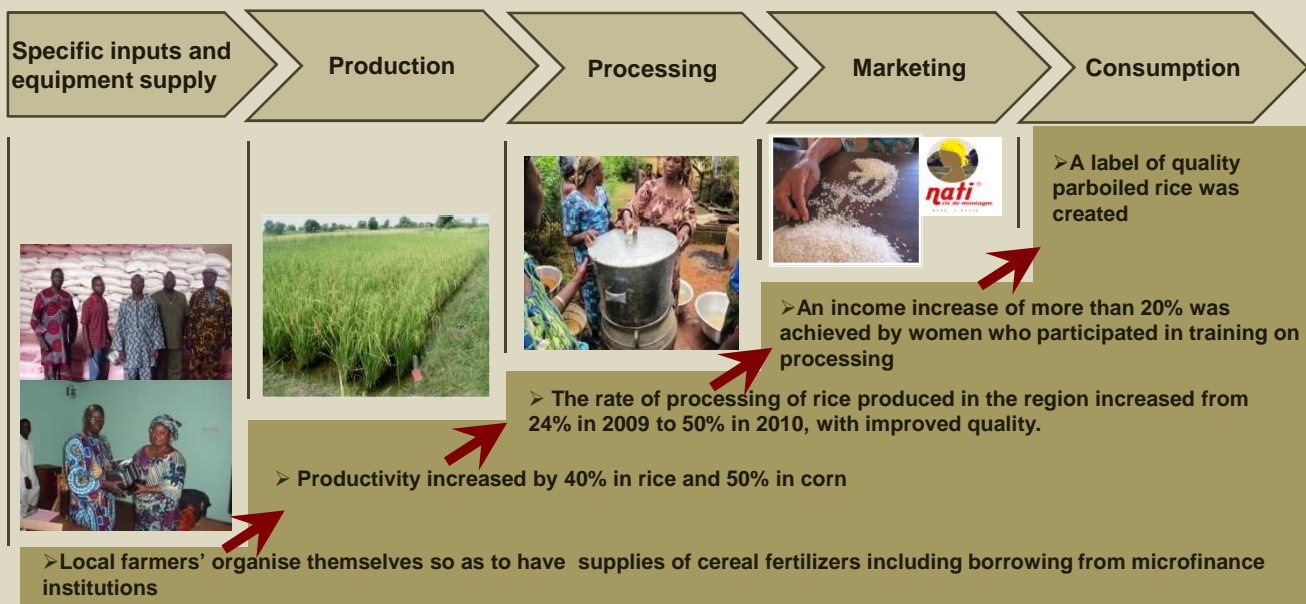 Specific inputs and
equipment supply
Production
Processing
Marketing
Consumption
nati
riz de montagne
➢A label of quality
parboiled rice was
created
➢An income increase of more than 20% was
achieved by women who participated in training on
processing
➢ The rate of processing of rice produced in the region increased from
24% in 2009 to 50% in 2010, with improved quality.
➢ Productivity increased by 40% in rice and 50% in corn
➢Local farmers’ organise themselves so as to have supplies of cereal fertilizers including borrowing from microfinance
institutions